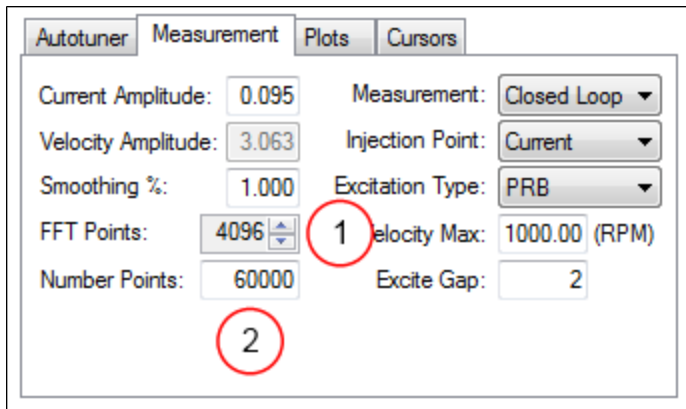 Autotuner Measurement Plots Cursors
Current Amplitude: 0.095 Measurement: Closed Loop
Velocity Amplitude: 3.063 Injection Point: Current
Smoothing %: 1.000 Excitation Type: PRB
FFT Points: 4096 1 elocity Max: 1000.00 (RPM)
Number Points: 60000 Excite Gap: 2
2